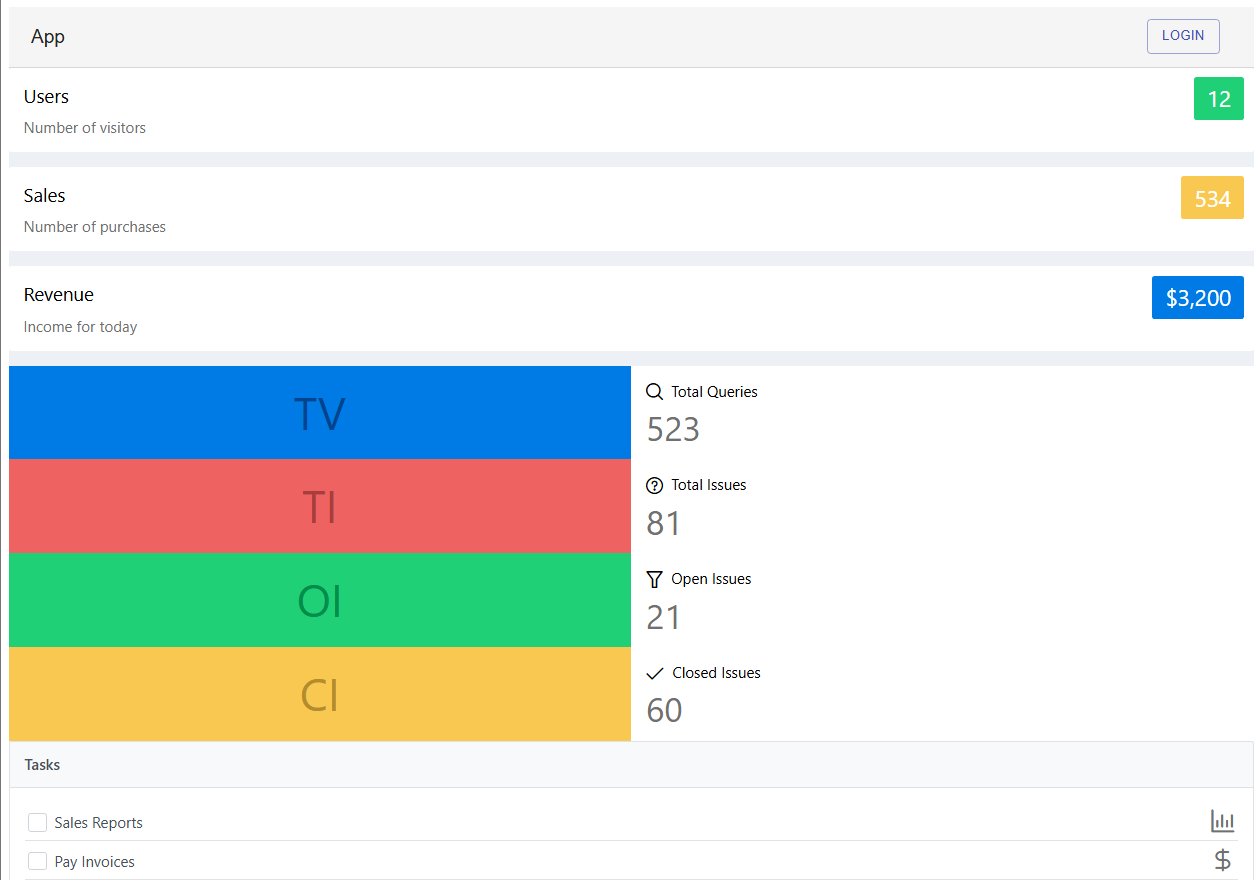 App
LOGIN
Users
12
Number of visitors
Sales
534
Number of purchases
Revenue
$3,200
Income for today
TV
Total Queries
523
TI
Total Issues
81
OI
Open Issues
21
CI
Closed Issues
60
Tasks
Sales Reports
Pay Invoices